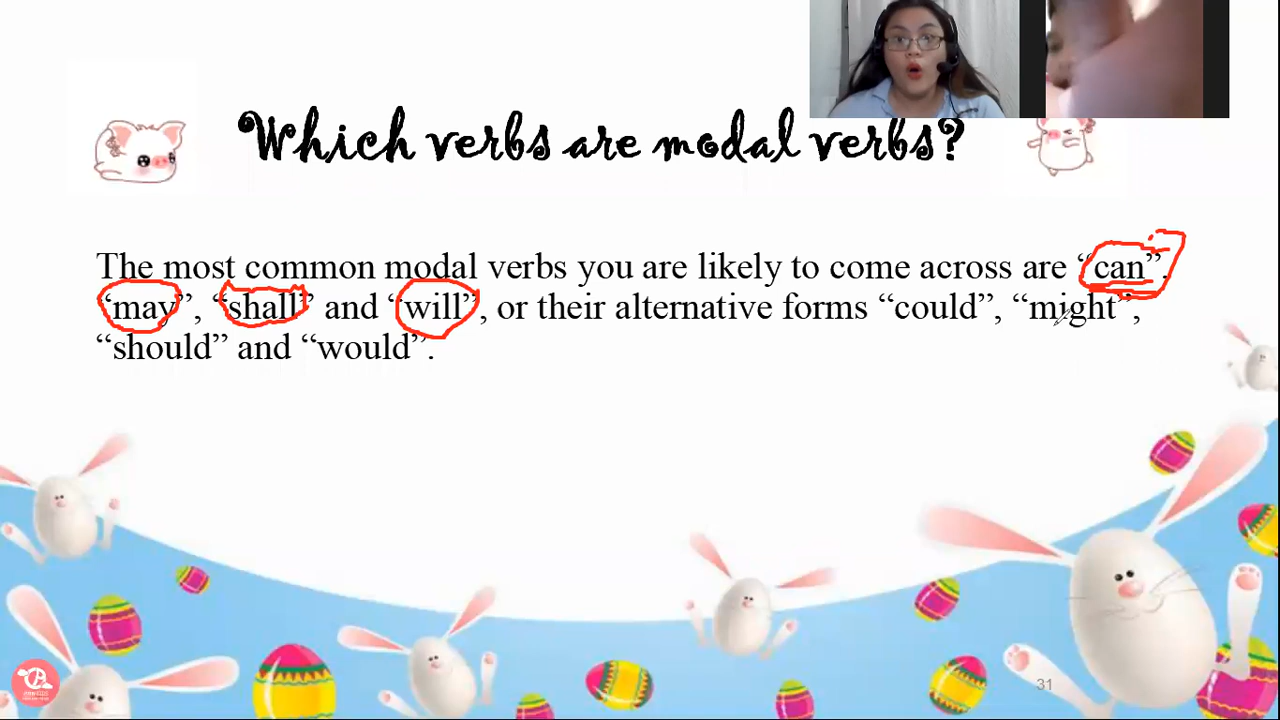 Which verbs are modal verbs?
The most common modal verbs you are likely to come across are “can”,
“may”, “shall” and “will”, or their alternative forms “could”, “might”,
“should” and “would”.
31